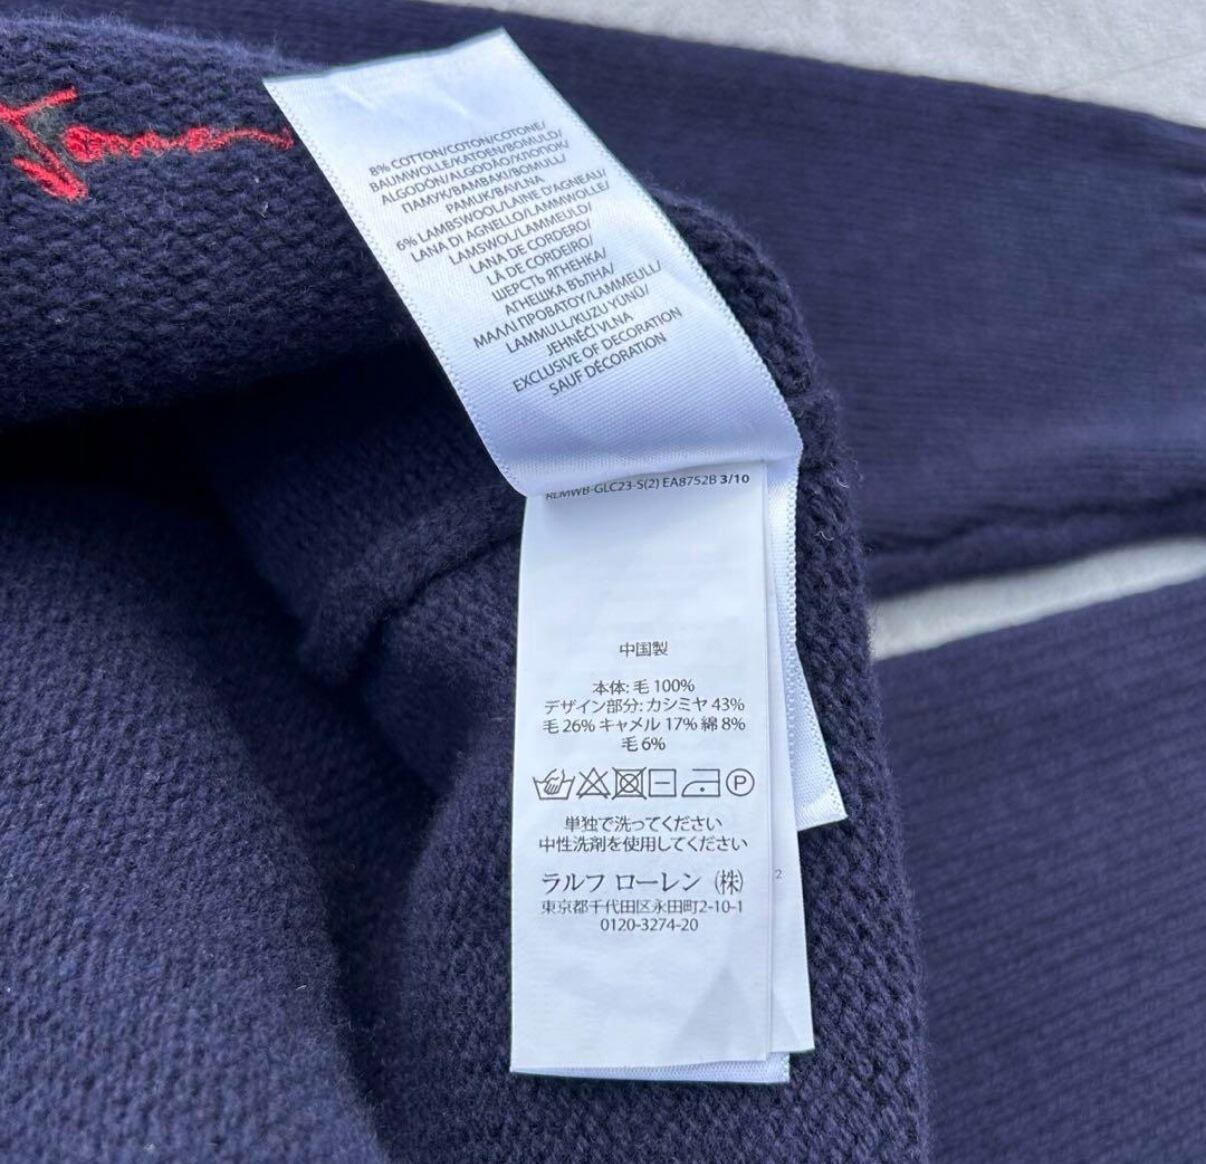 8% COTTON/COTON/COTONE/
BAUMWOLLE/KATOEN/BOMULD/
ALGODÓN/ALGODÃO/ХЛОПОК/
ПАМУК/ΒΑΜΒΑΚΙ/BOMULL/
PAMUK/BAVLNA
6% LAMBSWOOL/LAINE D'AGNEAU/
LANA DI AGNELLO/LAMMWOLLE/
LAMSWOL/LAMMEULD/
LANA DE CORDERO/
LÃ DE CORDEIRO/
ШЕРСТЬ ЯГНЕНКА/
АГНЕШКА ВЪЛНА/
ΜΑΛΛΙ ΠΡΟΒΑΤΟΥ/LAMMEULL/
LAMMULL/KUZU YÜNÜ/
JEHNĚČÍ VLNA
EXCLUSIVE OF DECORATION
SAUF DÉCORATION
RLMWB-GLC23-S(2) EA8752B 3/10
中国製
本体: 毛 100%
デザイン部分: カシミヤ 43%
毛 26% キャメル 17% 綿 8%
毛 6%
P
単独で洗ってください
中性洗剤を使用してください
ラルフ ローレン (株)
東京都千代田区永田町2-10-1
0120-3274-20
2